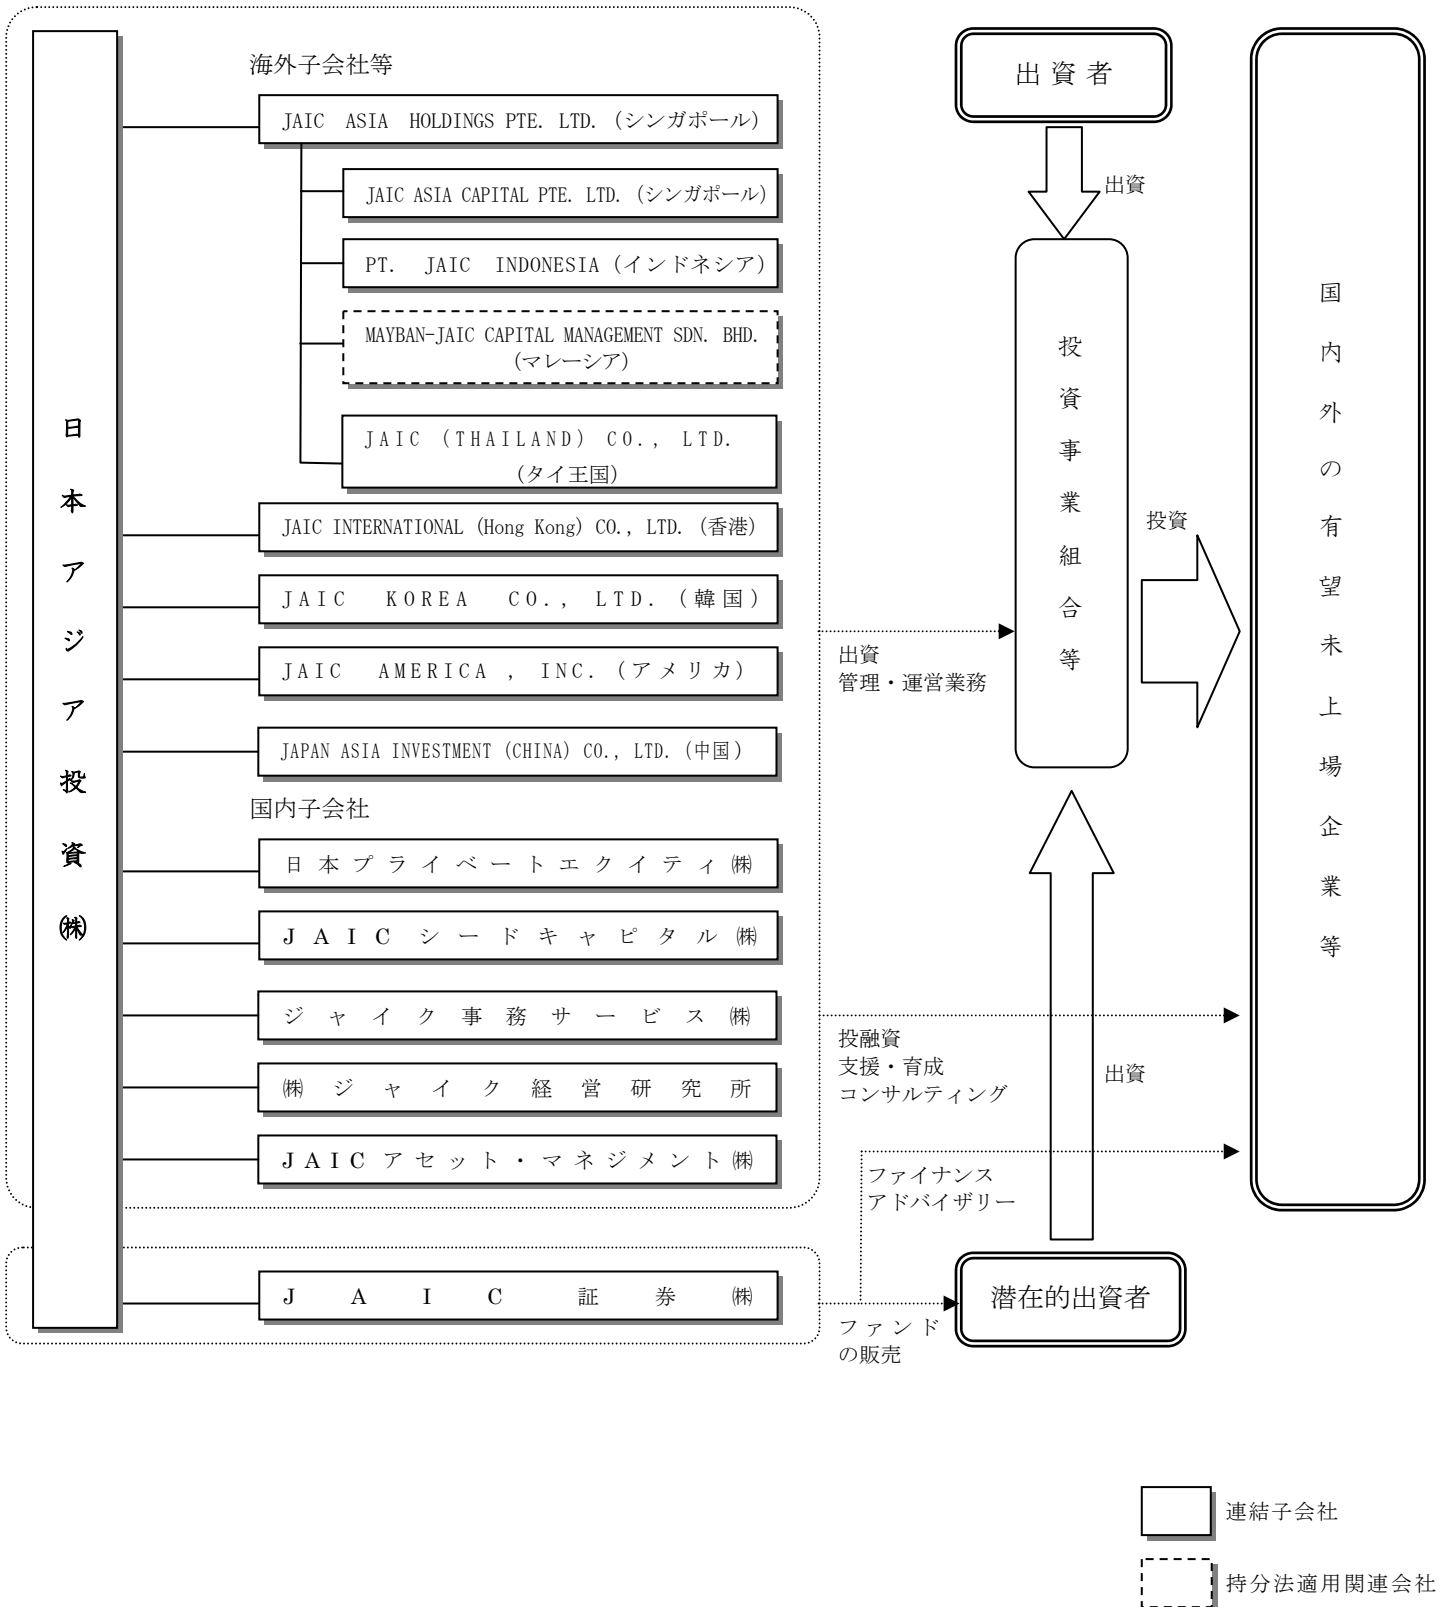 日本アジア投資㈱
海外子会社等
JAIC ASIA HOLDINGS PTE. LTD. (シンガポール)
JAIC ASIA CAPITAL PTE. LTD. (シンガポール)
PT. JAIC INDONESIA (インドネシア)
MAYBAN-JAIC CAPITAL MANAGEMENT SDN. BHD.
(マレーシア)
JAIC (THAILAND) CO., LTD.
(タイ王国)
JAIC INTERNATIONAL (Hong Kong) CO., LTD. (香港)
JAIC KOREA CO., LTD. (韓国)
JAIC AMERICA , INC. (アメリカ)
JAPAN ASIA INVESTMENT (CHINA) CO., LTD. (中国)
国内子会社
日本プライベートエクイティ㈱
JAICシードキャピタル㈱
ジャイク事務サービス㈱
㈱ジャイク経営研究所
JAICアセット・マネジメント㈱
JAIC証券㈱
出資
管理・運営業務
投融資
支援・育成
コンサルティング
ファイナンス
アドバイザリー
ファンド
の販売
出資者
出資
投資事業組合等
投資
出資
潜在的出資者
国内外の有望未上場企業等
連結子会社
持分法適用関連会社